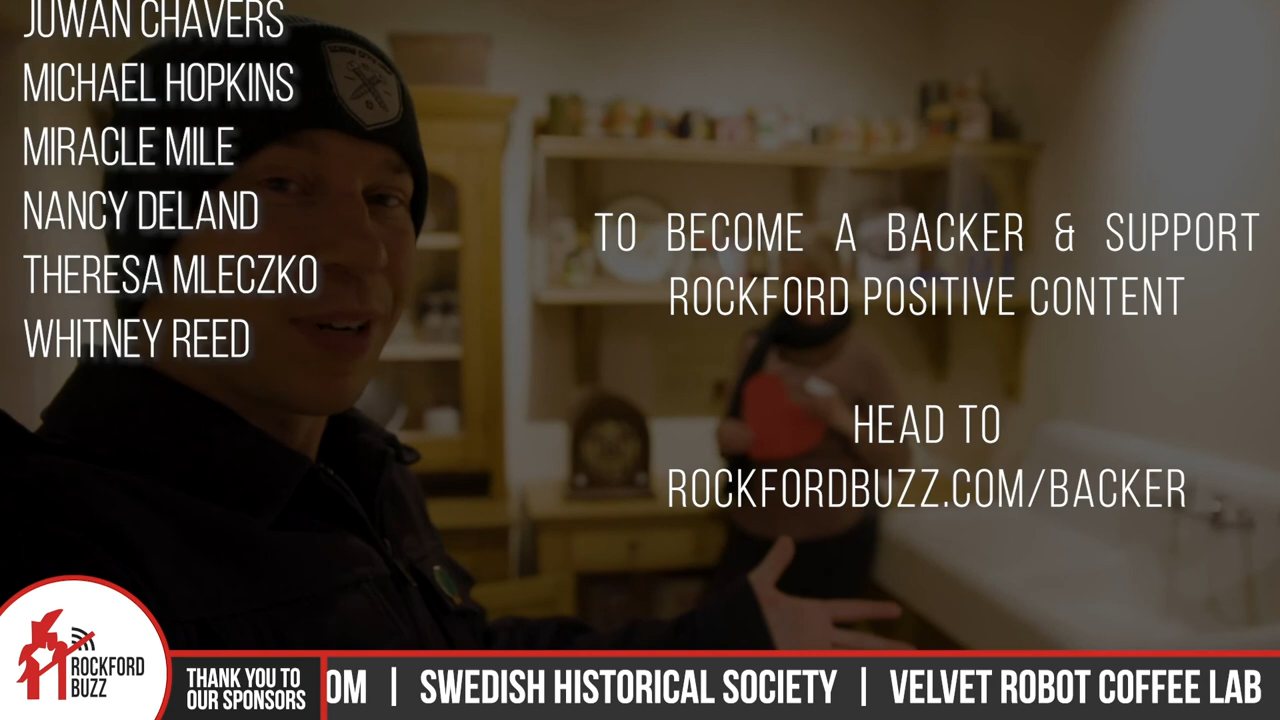 JUWAN CHAVERS
MICHAEL HOPKINS
MIRACLE MILE
NANCY DELAND
THERESA MLECZKO
WHITNEY REED
TO BECOME A BACKER & SUPPORT
ROCKFORD POSITIVE CONTENT
HEAD TO
ROCKFORDBUZZ.COM/BACKER
ROCKFORD
BUZZ
THANK YOU TO
OUR SPONSORS
OM | SWEDISH HISTORICAL SOCIETY | VELVET ROBOT COFFEE LAB